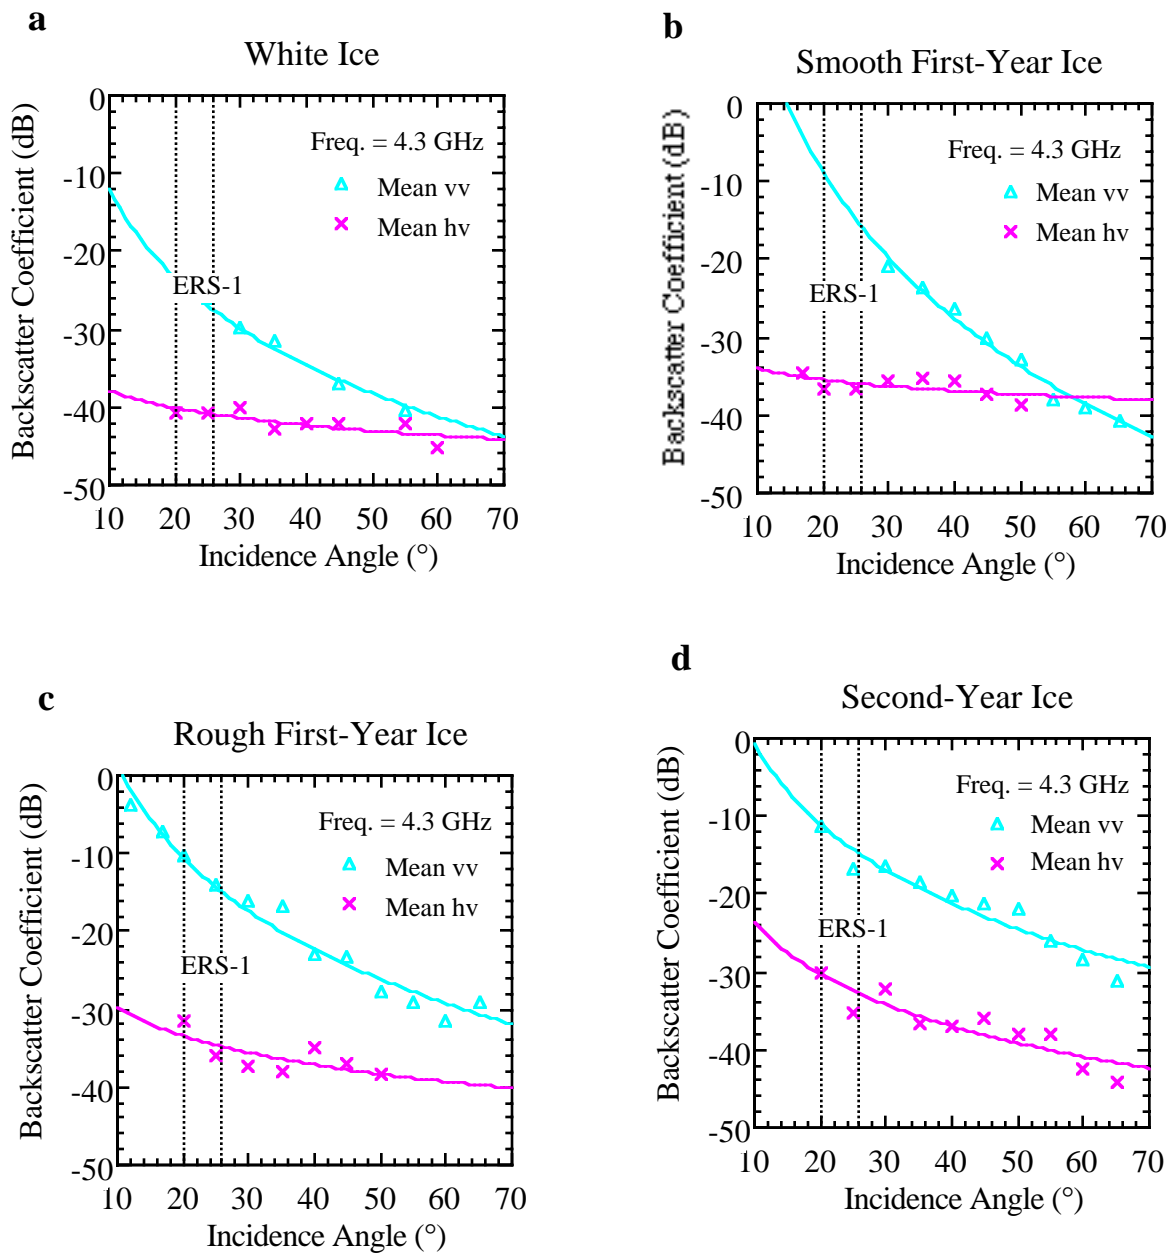 a
White Ice
Backscatter Coefficient (dB)
0
-10
-20
-30
-40
-50
Freq. = 4.3 GHz
Mean vv
Mean hv
ERS-1
10 20 30 40 50 60 70
Incidence Angle (°)
b
Smooth First-Year Ice
Backscatter Coefficient (dB)
0
-10
-20
-30
-40
-50
Freq. = 4.3 GHz
Mean vv
Mean hv
ERS-1
10 20 30 40 50 60 70
Incidence Angle (°)
c
Rough First-Year Ice
Backscatter Coefficient (dB)
0
-10
-20
-30
-40
-50
Freq. = 4.3 GHz
Mean vv
Mean hv
ERS-1
10 20 30 40 50 60 70
Incidence Angle (°)
d
Second-Year Ice
Backscatter Coefficient (dB)
0
-10
-20
-30
-40
-50
Freq. = 4.3 GHz
Mean vv
Mean hv
ERS-1
10 20 30 40 50 60 70
Incidence Angle (°)